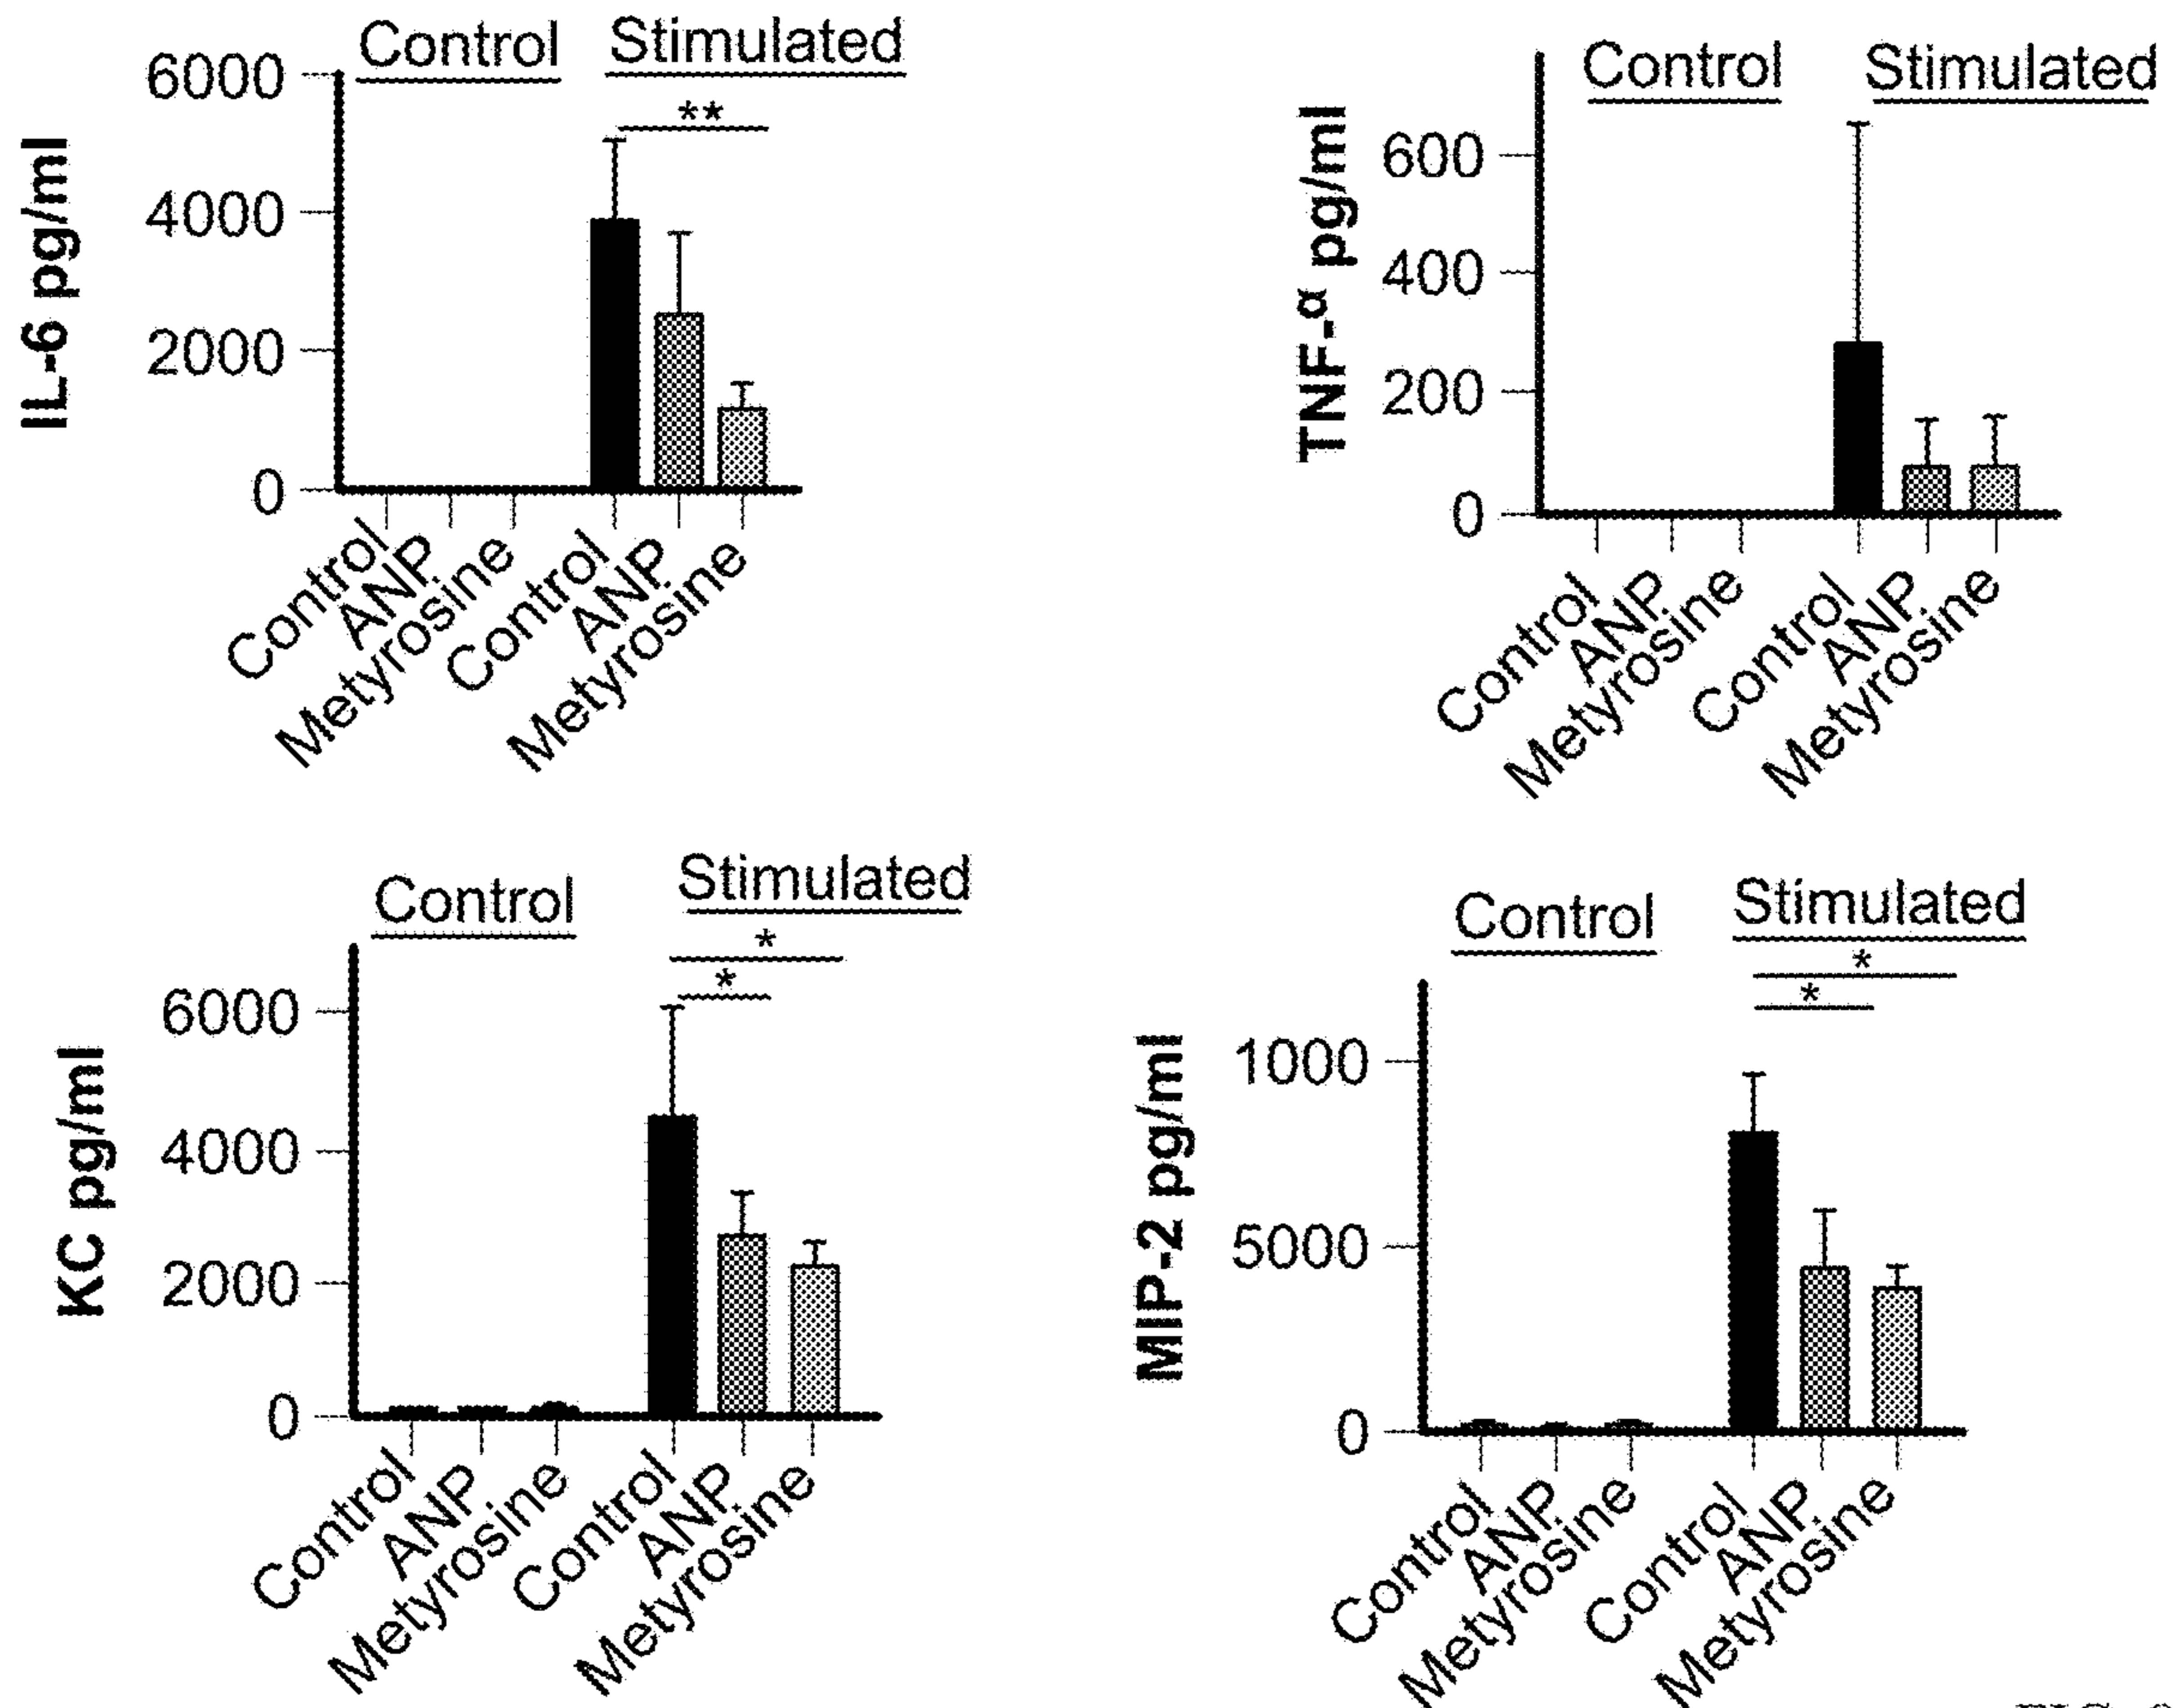 Control Stimulated
**
IL-6 pg/ml
6000
4000
2000
0
Control
ANP
Metyrosine
Control
ANP
Metyrosine
Control Stimulated
TNF-α pg/ml
600
400
200
0
Control
ANP
Metyrosine
Control
ANP
Metyrosine
Control Stimulated
*
*
KC pg/ml
6000
4000
2000
0
Control
ANP
Metyrosine
Control
ANP
Metyrosine
Control Stimulated
*
*
MIP-2 pg/ml
1000
5000
0
Control
ANP
Metyrosine
Control
ANP
Metyrosine